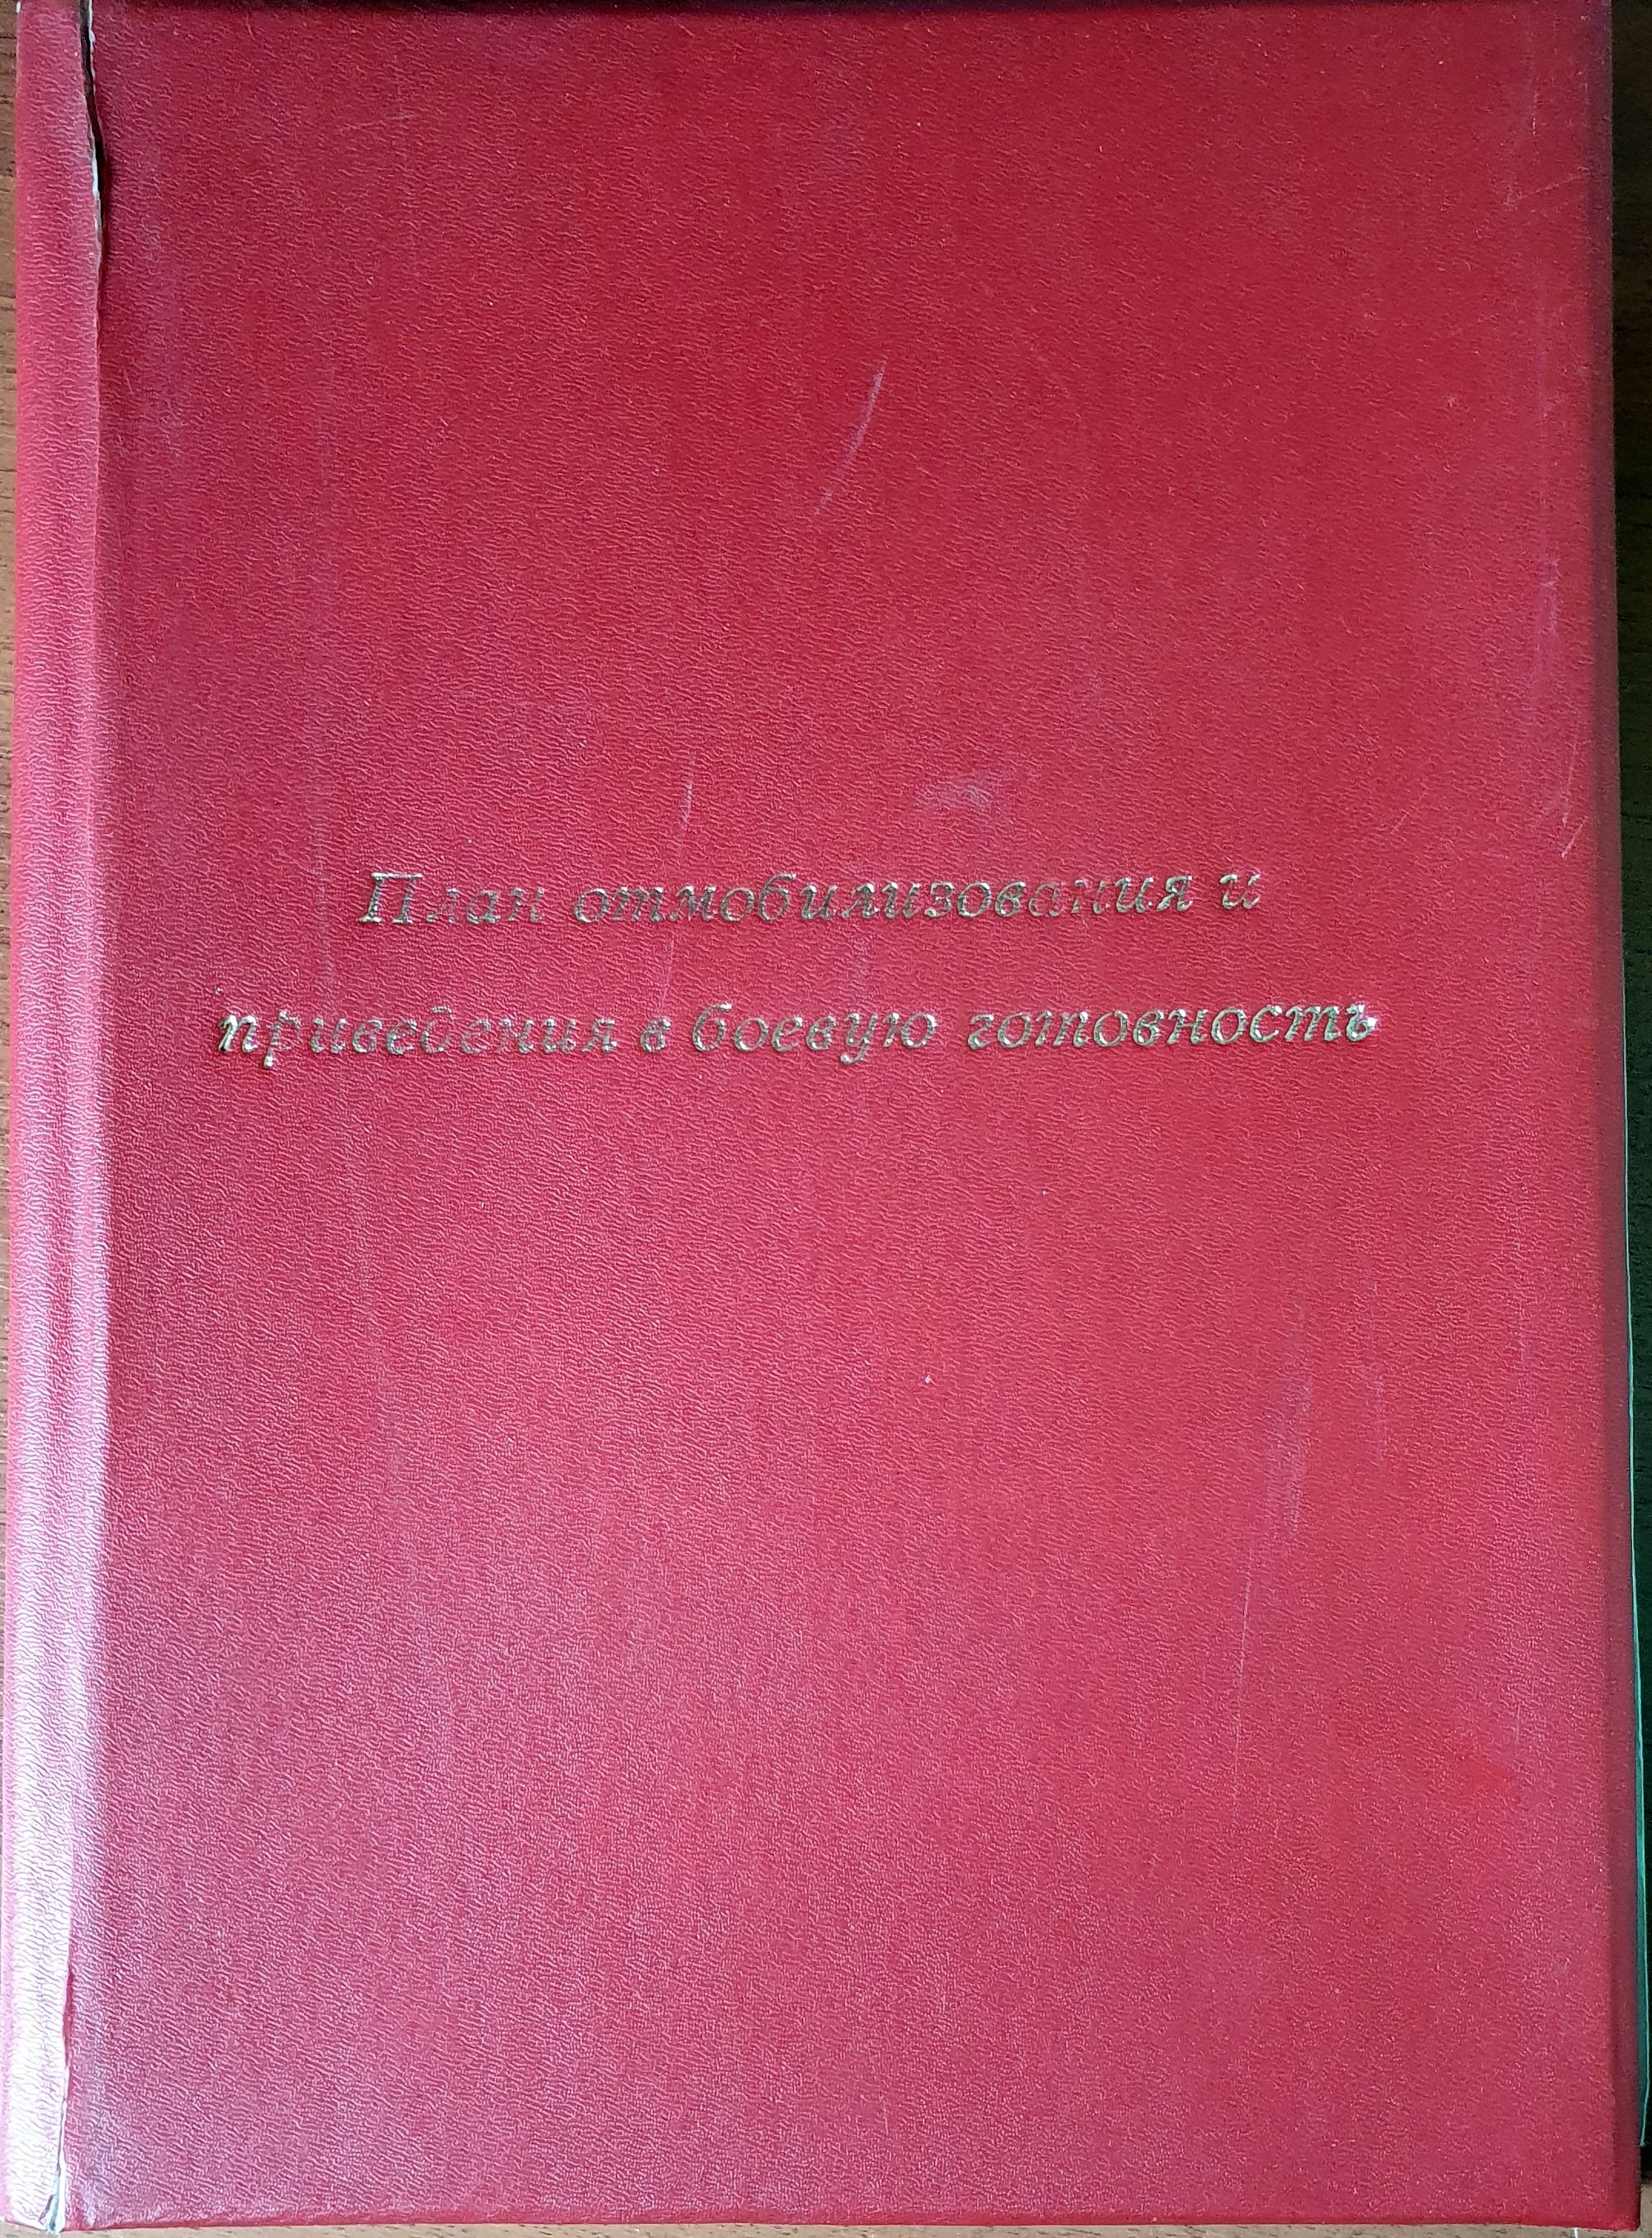 План отмобилизования и
приведения в боевую готовность